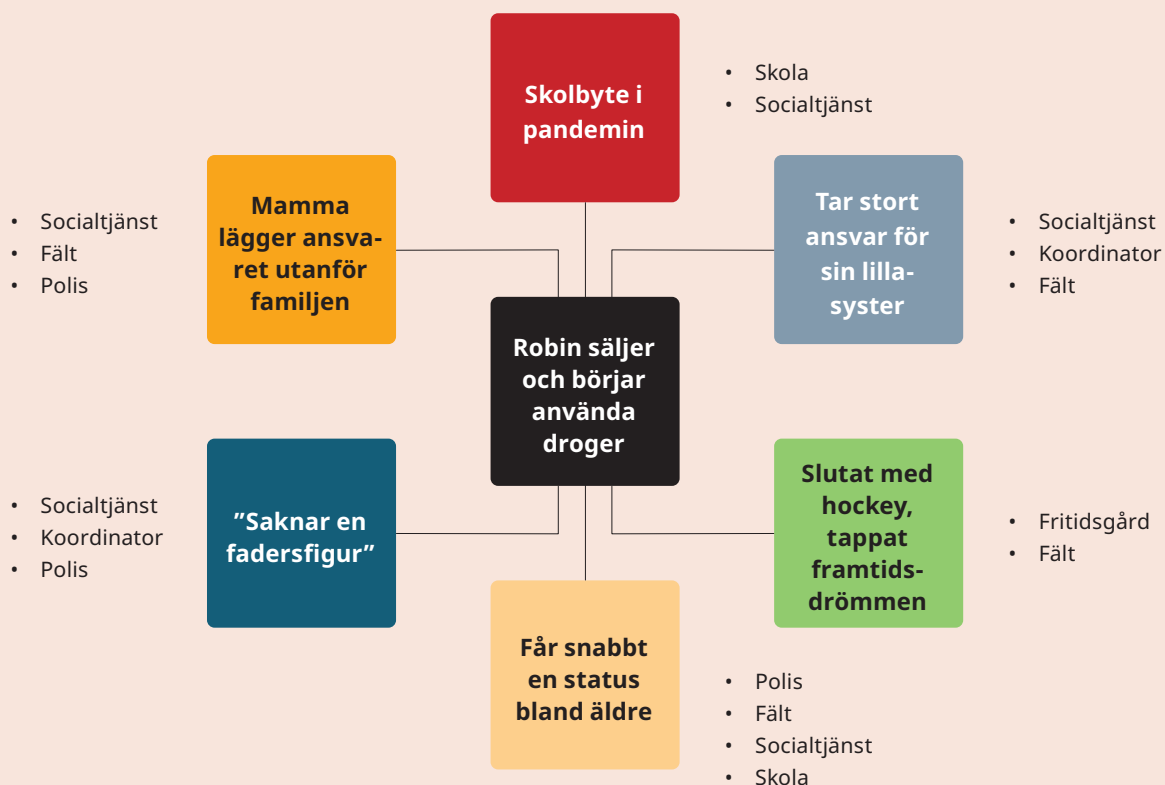 Skolbyte i
pandemin
• Skola
• Socialtjänst
Mamma
lägger ansva-
ret utanför
familjen
• Socialtjänst
• Fält
• Polis
Tar stort
ansvar för
sin lilla-
syster
• Socialtjänst
• Koordinator
• Fält
Robin säljer
och börjar
använda
droger
”Saknar en
fadersfigur”
• Socialtjänst
• Koordinator
• Polis
Slutat med
hockey,
tappat
framtids-
drömmen
• Fritidsgård
• Fält
Får snabbt
en status
bland äldre
• Polis
• Fält
• Socialtjänst
• Skola